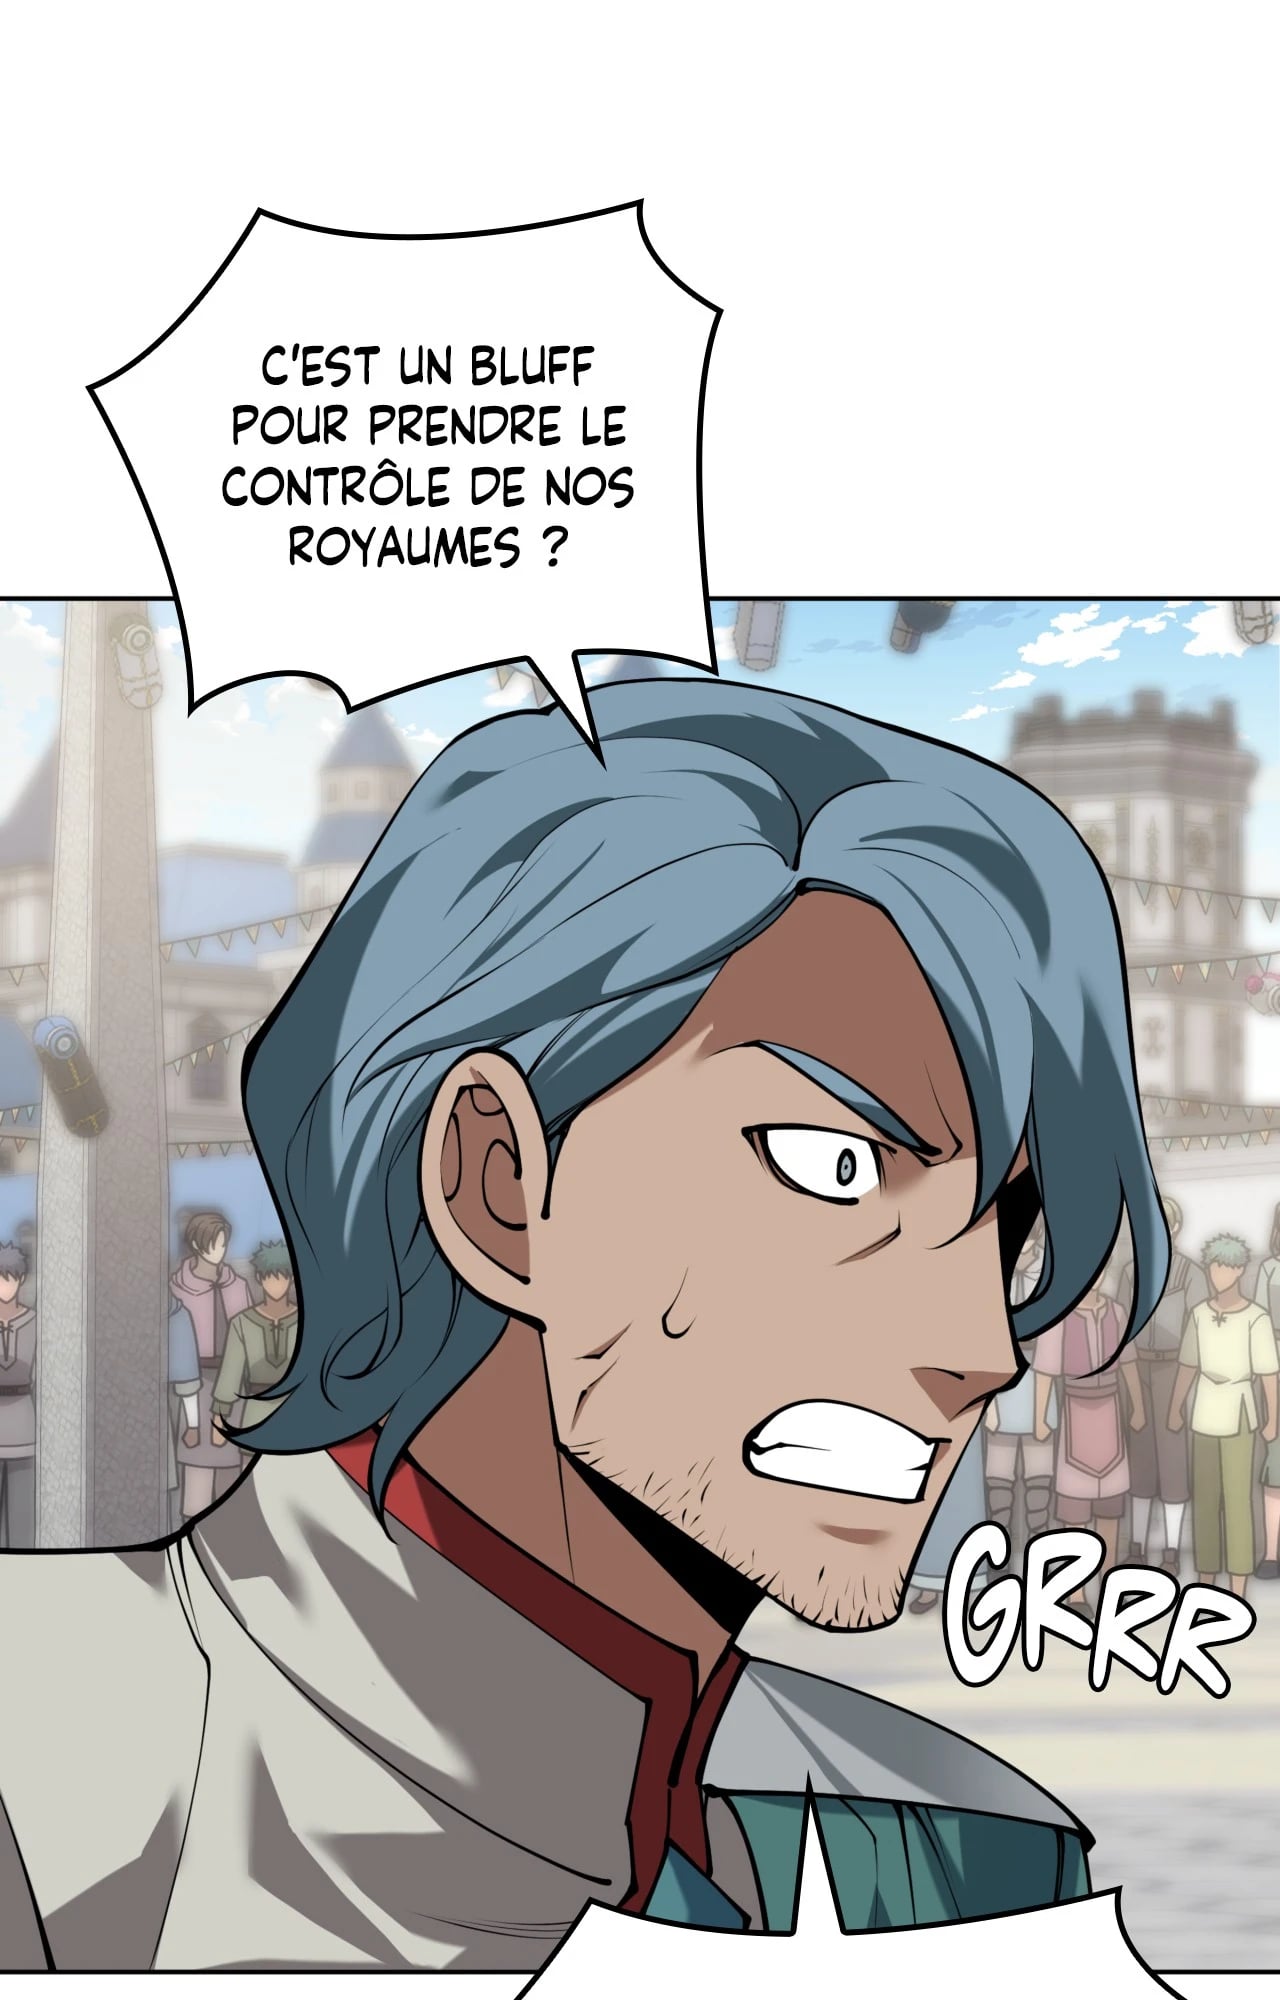 C'EST UN BLUFF
POUR PRENDRE LE
CONTRÔLE DE NOS
ROYAUMES ?
GRRR